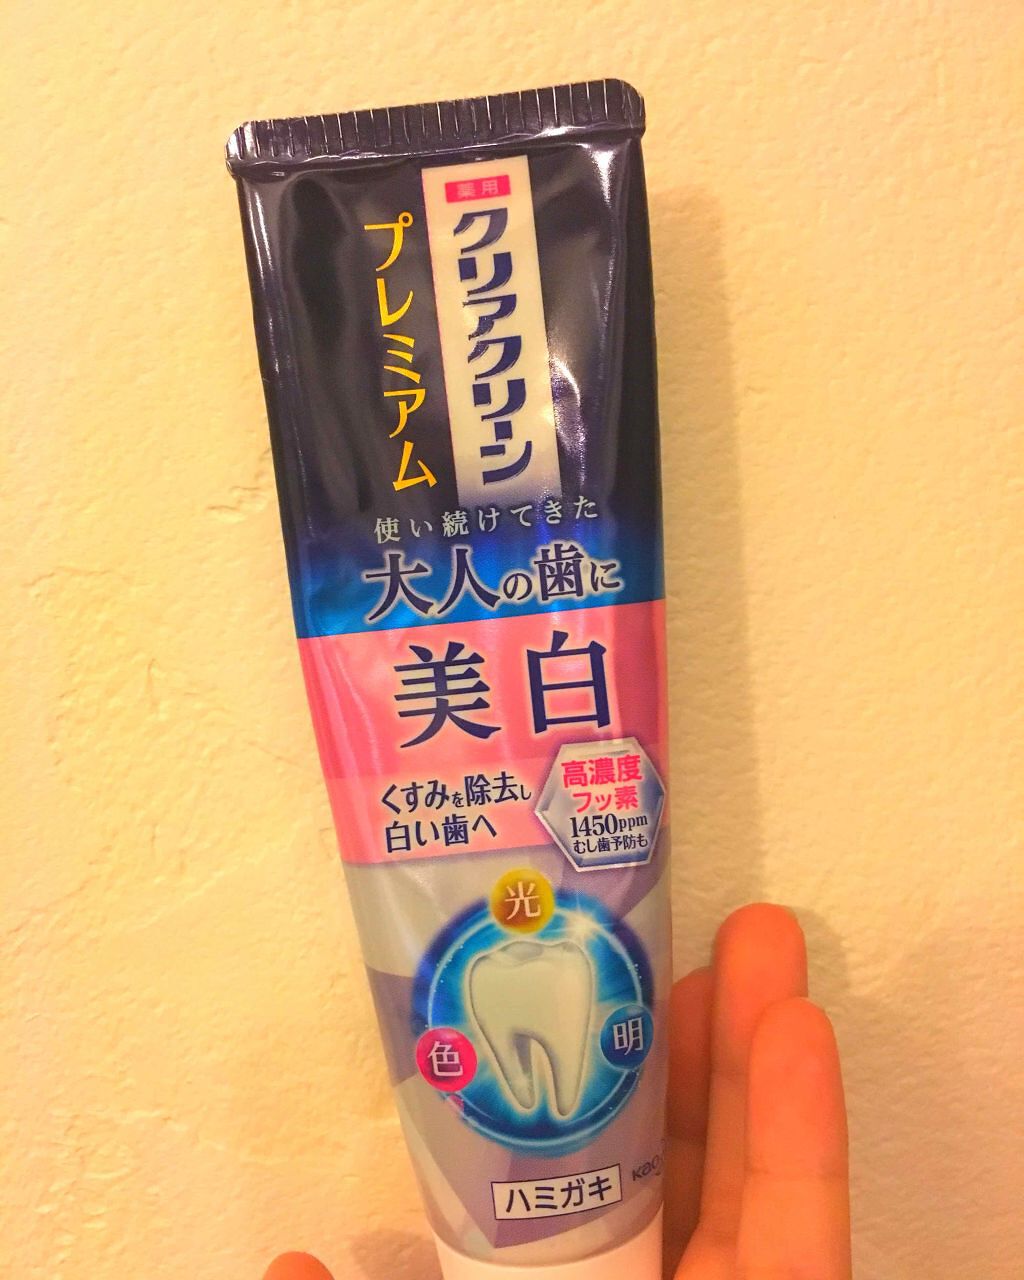 薬用
クリアクリーン
プレミアム
使い続けてきた
大人の歯に
美白
くすみを除去し
白い歯へ
高濃度
フッ素
1450ppm
むし歯予防も
光
色
明
ハミガキ
Kao